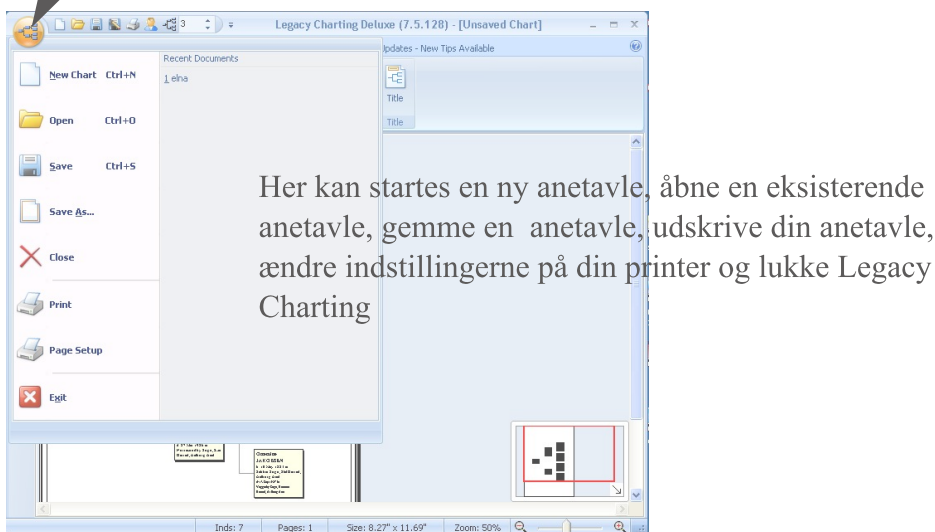 3
Legacy Charting Deluxe (7.5.128) - [Unsaved Chart]
Updates - New Tips Available
Recent Documents
1 elna
New Chart Ctrl+N
Open Ctrl+O
Save Ctrl+S
Save As...
Close
Print
Page Setup
Exit
Title
Title
Her kan startes en ny anetavle, åbne en eksisterende
anetavle, gemme en anetavle, udskrive din anetavle,
ændre indstillingerne på din printer og lukke Legacy
Charting
Inds: 7 Pages: 1 Size: 8.27" x 11.69" Zoom: 50%